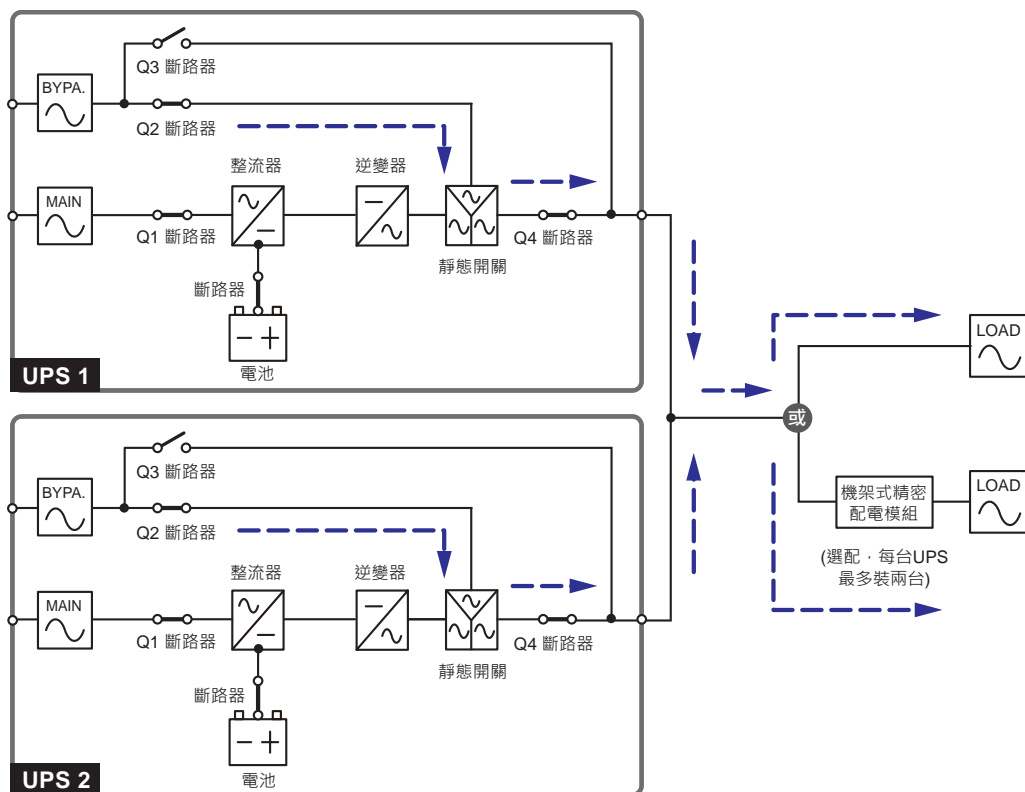 Q3 斷路器
BYPA.
Q2 斷路器
整流器
逆變器
MAIN
Q1 斷路器
Q4 斷路器
靜態開關
斷路器
電池
UPS 1
LOAD
或
Q3 斷路器
BYPA.
Q2 斷路器
機架式精密
配電模組
LOAD
(選配，每台UPS
最多裝兩台)
整流器
逆變器
MAIN
Q1 斷路器
Q4 斷路器
靜態開關
斷路器
電池
UPS 2